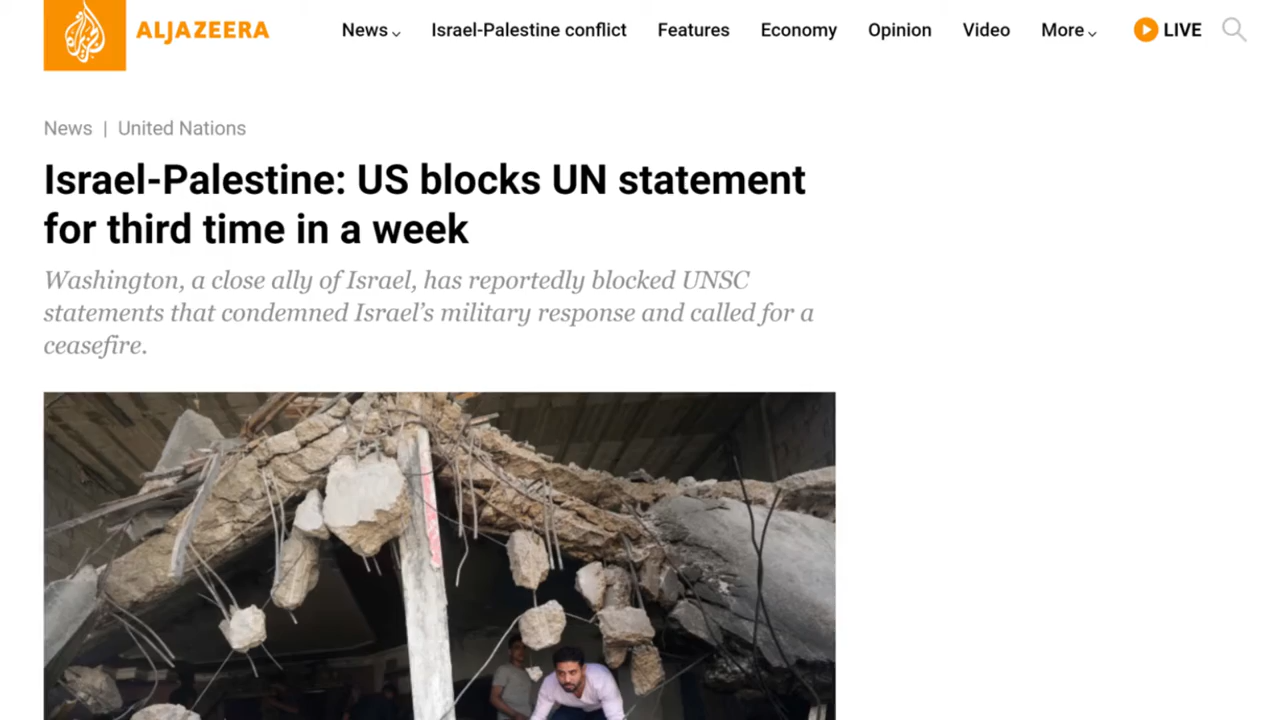 ALJAZEERA
News
Israel-Palestine conflict
Features
Economy
Opinion
Video
More
LIVE
News | United Nations
Israel-Palestine: US blocks UN statement
for third time in a week
Washington, a close ally of Israel, has reportedly blocked UNSC
statements that condemned Israel’s military response and called for a
ceasefire.